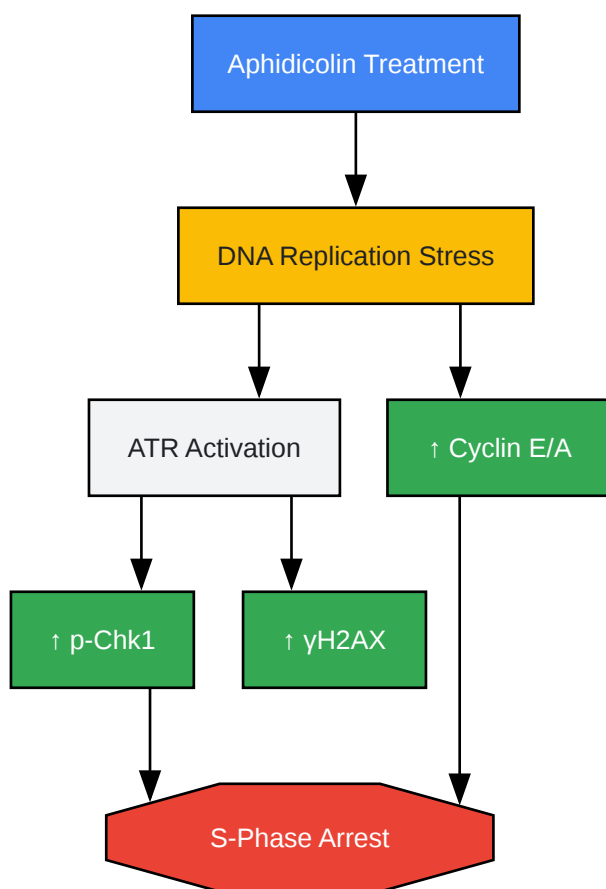 Aphidicolin Treatment
DNA Replication Stress
ATR Activation
↑ Cyclin E/A
↑ p-Chk1
↑ γH2AX
S-Phase Arrest